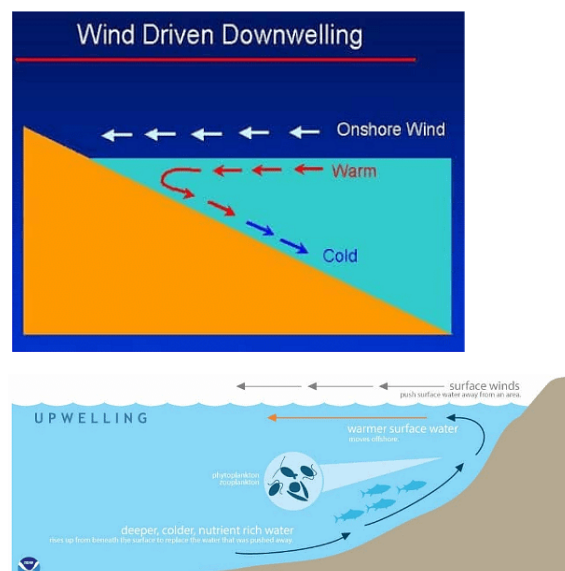 Wind Driven Downwelling
Onshore Wind
Warm
Cold
surface winds
push surface water away from an area.
UPWELLING
warmer surface water
moves offshore
phytoplankton
zooplankton
deeper, colder, nutrient rich water
rises up from beneath the surface to replace the water that was pushed away